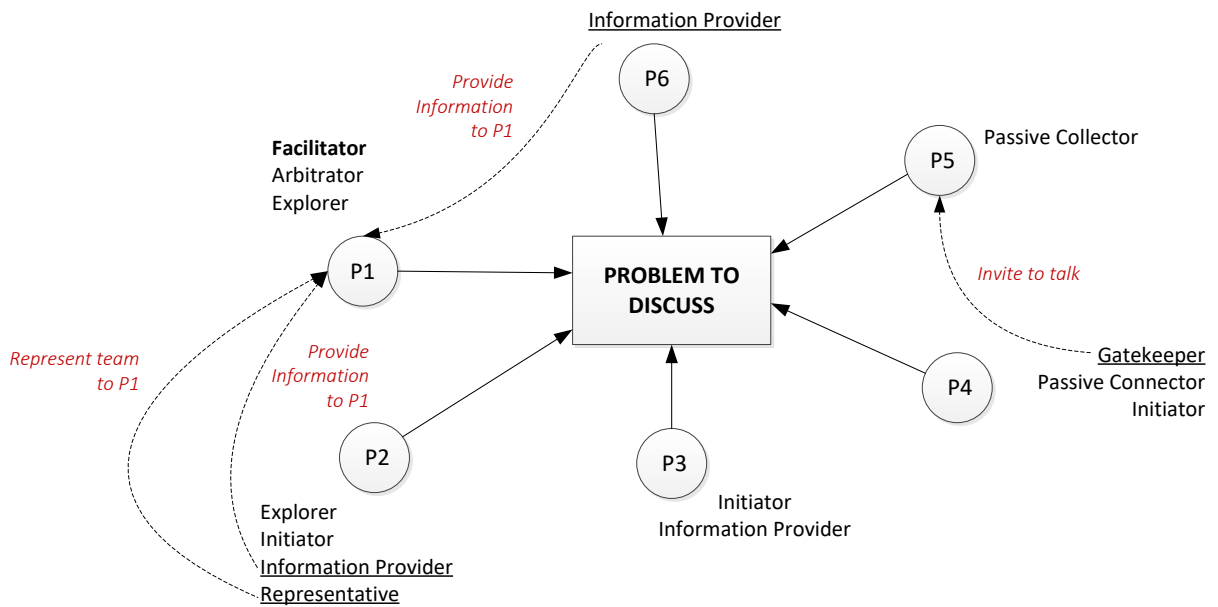 Information Provider
P6
Provide
Information
to P1
Facilitator
Arbitrator
Explorer
P5
Passive Collector
P1
PROBLEM TO
DISCUSS
Invite to talk
Represent team
to P1
Provide
Information
to P1
Gatekeeper
Passive Connector
Initiator
P4
P2
P3
Initiator
Information Provider
Explorer
Initiator
Information Provider
Representative